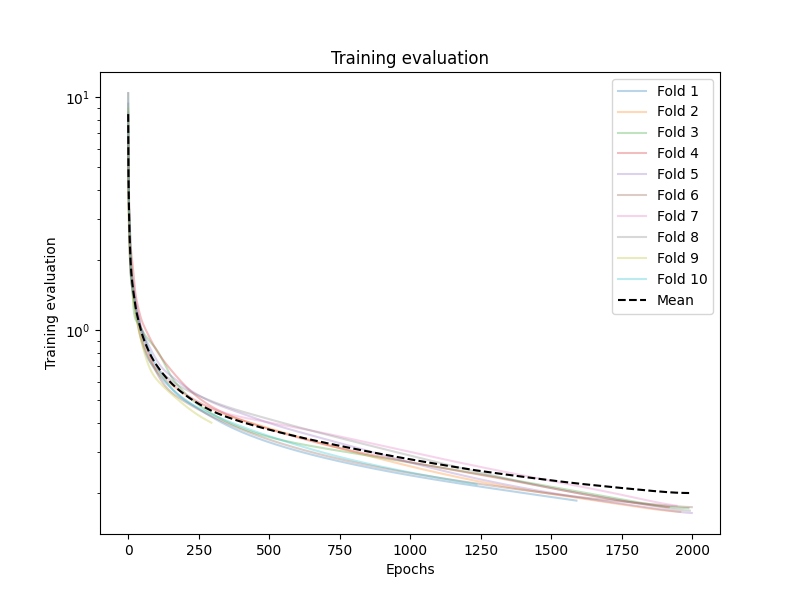 Training evaluation
Training evaluation
10¹
10⁰
0
250
500
750
1000
1250
1500
1750
2000
Epochs
Fold 1
Fold 2
Fold 3
Fold 4
Fold 5
Fold 6
Fold 7
Fold 8
Fold 9
Fold 10
Mean